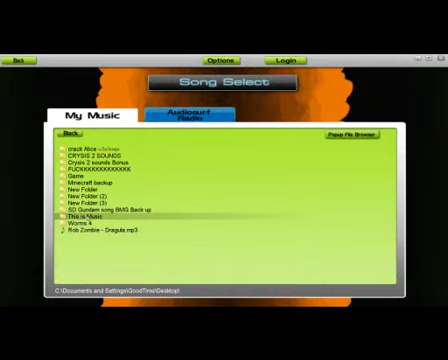 Back
Options
Login
Song Select
My Music
Audiosurf
Radio
Back
Popup File Browser
crack Alice
CRYSIS 2 SOUNDS
Crysis 2 sounds Bonus
FUCKXXXXXXXXXXX
Game
Minecraft backup
New Folder
New Folder (2)
New Folder (3)
SD Gundam song BMG Back up
This is Music
Worms 4
Rob Zombie - Dragula.mp3
C:\Documents and Settings\GoodTime\Desktop\